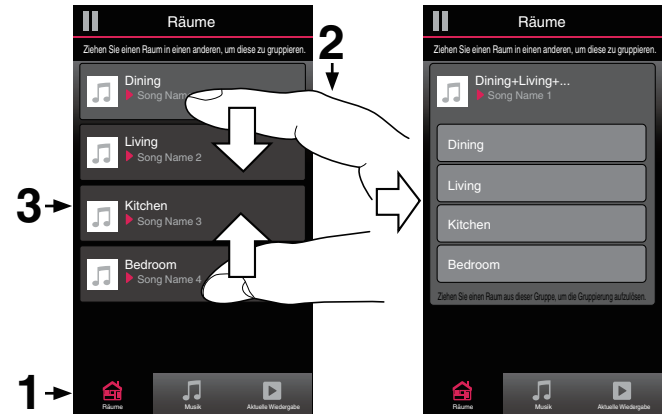 Räume
Ziehen Sie einen Raum in einen anderen, um diese zu gruppieren.
2
Dining
Song Nam
Living
Song Name 2
3
Kitchen
Song Name 3
Bedroom
Song Name 4
1
Räume
Musik
Aktuelle Wiedergabe
Räume
Ziehen Sie einen Raum in einen anderen, um diese zu gruppieren.
Dining+Living+...
Song Name 1
Dining
Living
Kitchen
Bedroom
Ziehen Sie einen Raum aus dieser Gruppe, um die Gruppierung aufzulösen.
Räume
Musik
Aktuelle Wiedergabe